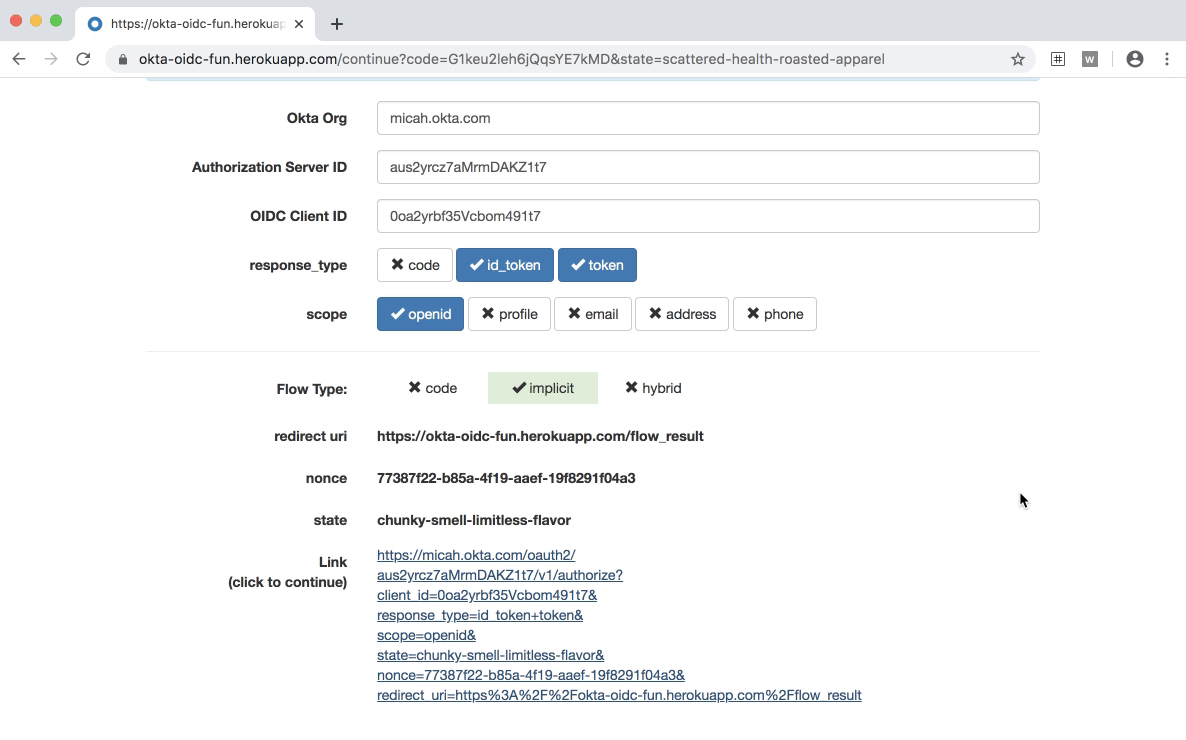 https://okta-oidc-fun.herokuap
okta-oidc-fun.herokuapp.com/continue?code=G1keu2leh6jQqsYE7kMD&state=scattered-health-roasted-apparel
W
Okta Org
micah.okta.com
Authorization Server ID
aus2yrcz7aMrmDAKZ1t7
OIDC Client ID
0oa2yrbf35Vcbom491t7
response_type
code
id_token
token
scope
openid
profile
email
address
phone
Flow Type:
code
implicit
hybrid
redirect uri
https://okta-oidc-fun.herokuapp.com/flow_result
nonce
77387f22-b85a-4f19-aaef-19f8291f04a3
state
chunky-smell-limitless-flavor
Link
(click to continue)
https://micah.okta.com/oauth2/
aus2yrcz7aMrmDAKZ1t7/v1/authorize?
client_id=0oa2yrbf35Vcbom491t7&
response_type=id_token+token&
scope=openid&
state=chunky-smell-limitless-flavor&
nonce=77387f22-b85a-4f19-aaef-19f8291f04a3&
redirect_uri=https%3A%2F%2Fokta-oidc-fun.herokuapp.com%2Fflow_result